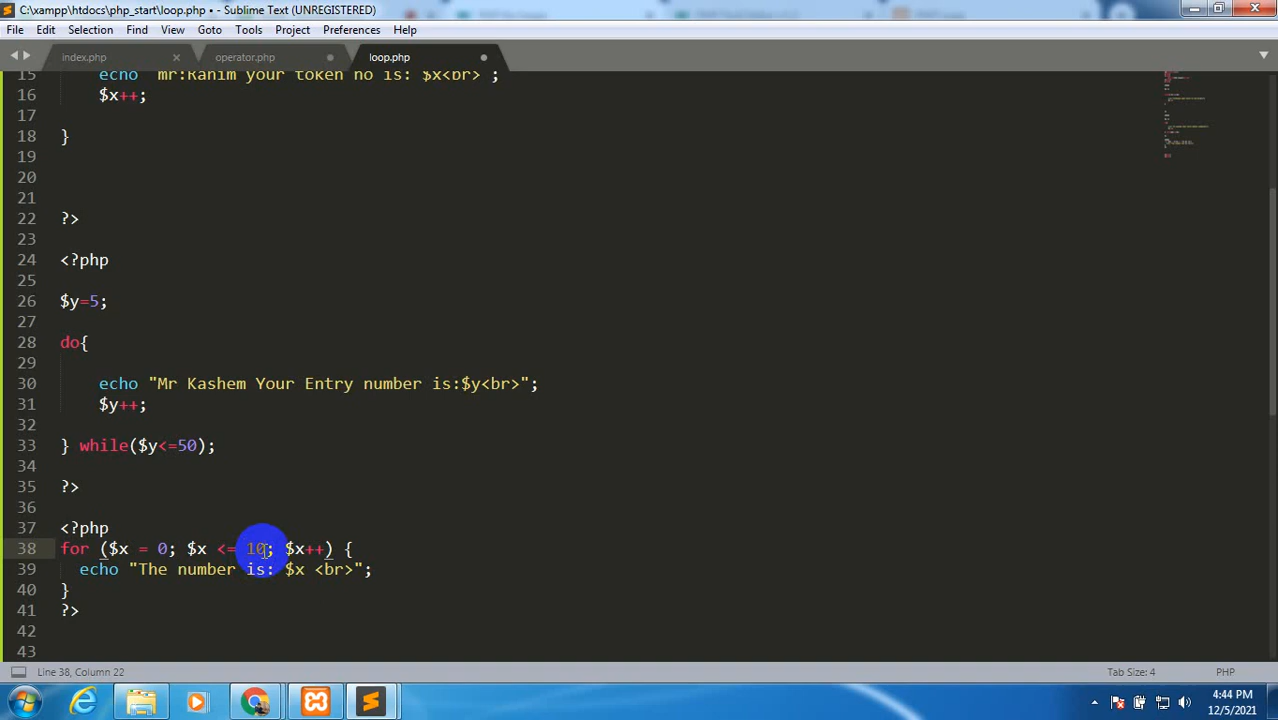 C:\xampp\htdocs\php_start\loop.php • - Sublime Text (UNREGISTERED)
File Edit Selection Find View Goto Tools Project Preferences Help
index.php operator.php loop.php
15 echo "mr:Rahim your token no is: $x<br>";
16 $x++;
17
18 }
19
20
21
22 ?>
23
24 <?php
25
26 $y=5;
27
28 do{
29
30 echo "Mr Kashem Your Entry number is:$y<br>";
31 $y++;
32
33 } while($y<=50);
34
35 ?>
36
37 <?php
38 for ($x = 0; $x <= 10; $x++) {
39 echo "The number is: $x <br>";
40 }
41 ?>
42
43
Line 38, Column 22 Tab Size: 4 PHP
4:44 PM
12/5/2021